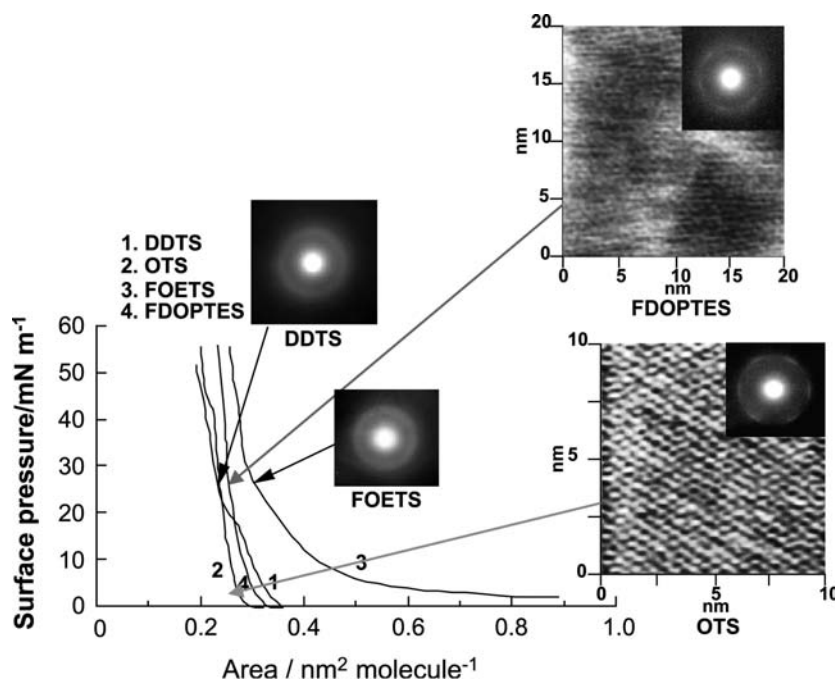 20
15
10
5
0
nm
0 5 10 15 20
nm
FDOPTES
1. DDTS
2. OTS
3. FOETS
4. FDOPTES
DDTS
FOETS
10
5
0
nm
0 5 10
nm
OTS
60
50
40
30
20
10
0
Surface pressure/mN m⁻¹
2 4 1 3
0 0.2 0.4 0.6 0.8 1.0
Area / nm² molecule⁻¹